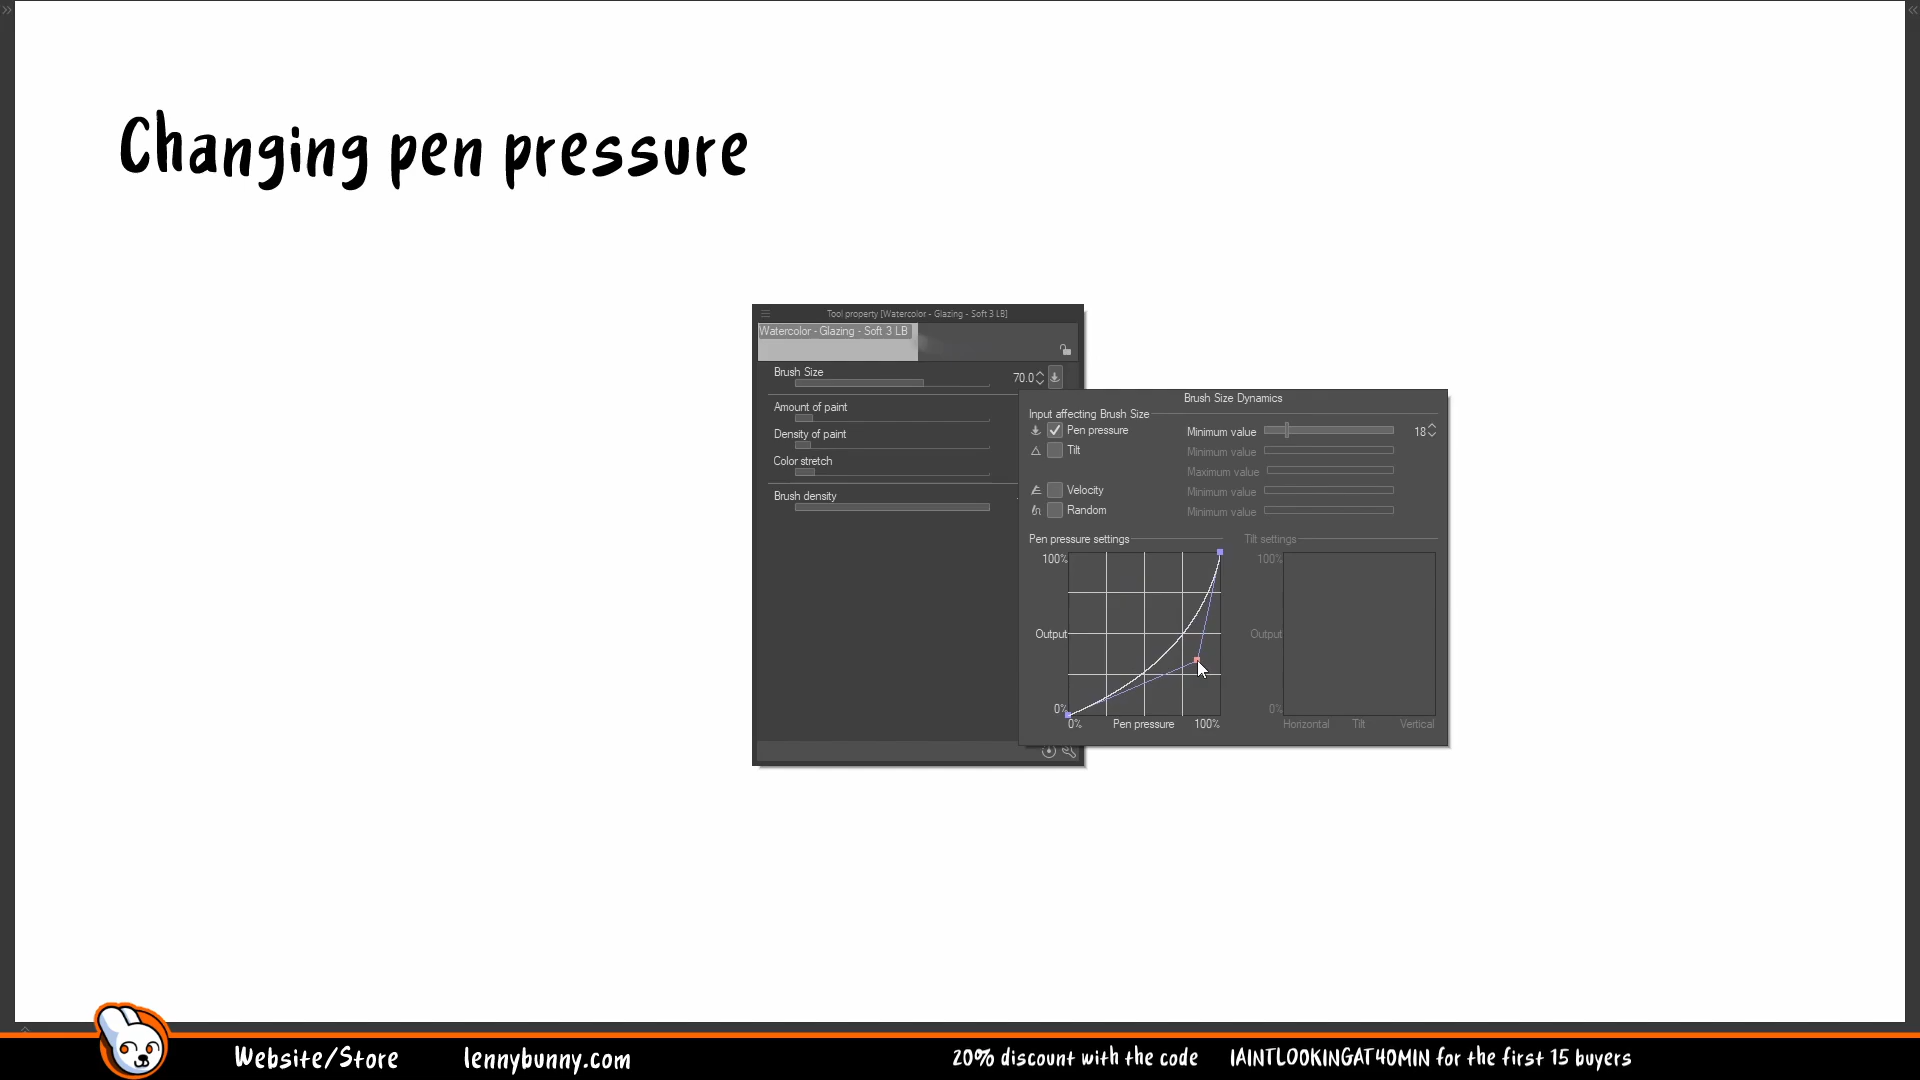 Changing pen pressure
Tool property [Watercolor - Glazing - Soft 3 LB]
Watercolor - Glazing - Soft 3 LB
Brush Size
70.0
Amount of paint
Density of paint
Color stretch
Brush density
Brush Size Dynamics
Input affecting Brush Size
Pen pressure
Minimum value
18
Tilt
Minimum value
Maximum value
Velocity
Minimum value
Random
Minimum value
Pen pressure settings
100%
Output
0%
0%
Pen pressure
100%
Tilt settings
100%
Output
0%
Horizontal
Tilt
Vertical
Website/Store
lennybunny.com
20% discount with the code
IAINTLOOKINGAT40MIN for the first 15 buyers